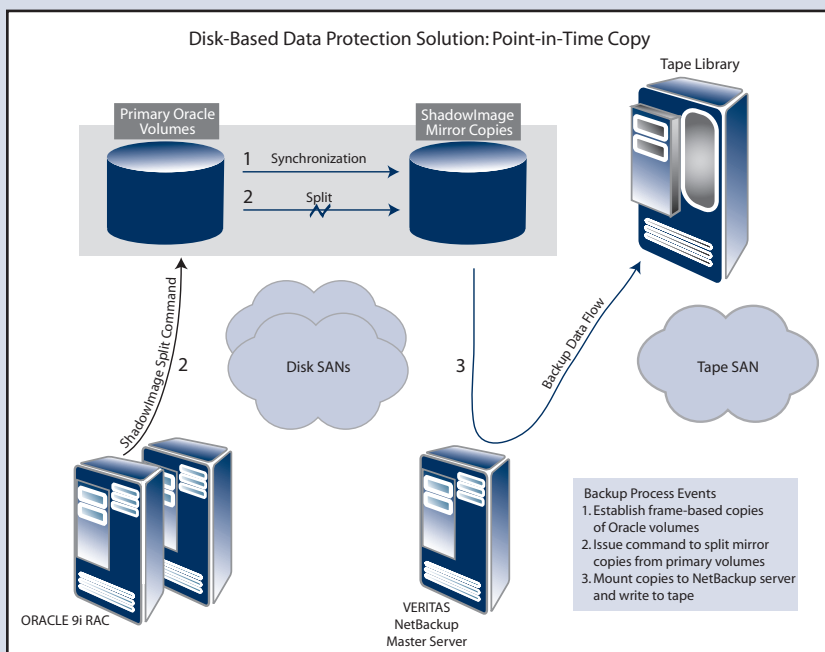 Disk-Based Data Protection Solution: Point-in-Time Copy
Tape Library
Primary Oracle
Volumes
ShadowImage
Mirror Copies
1 Synchronization
2 Split
ShadowImage Split Command
2
Disk SANs
3
Backup Data Flow
Tape SAN
ORACLE 9i RAC
VERITAS
NetBackup
Master Server
Backup Process Events
1. Establish frame-based copies
of Oracle volumes
2. Issue command to split mirror
copies from primary volumes
3. Mount copies to NetBackup server
and write to tape